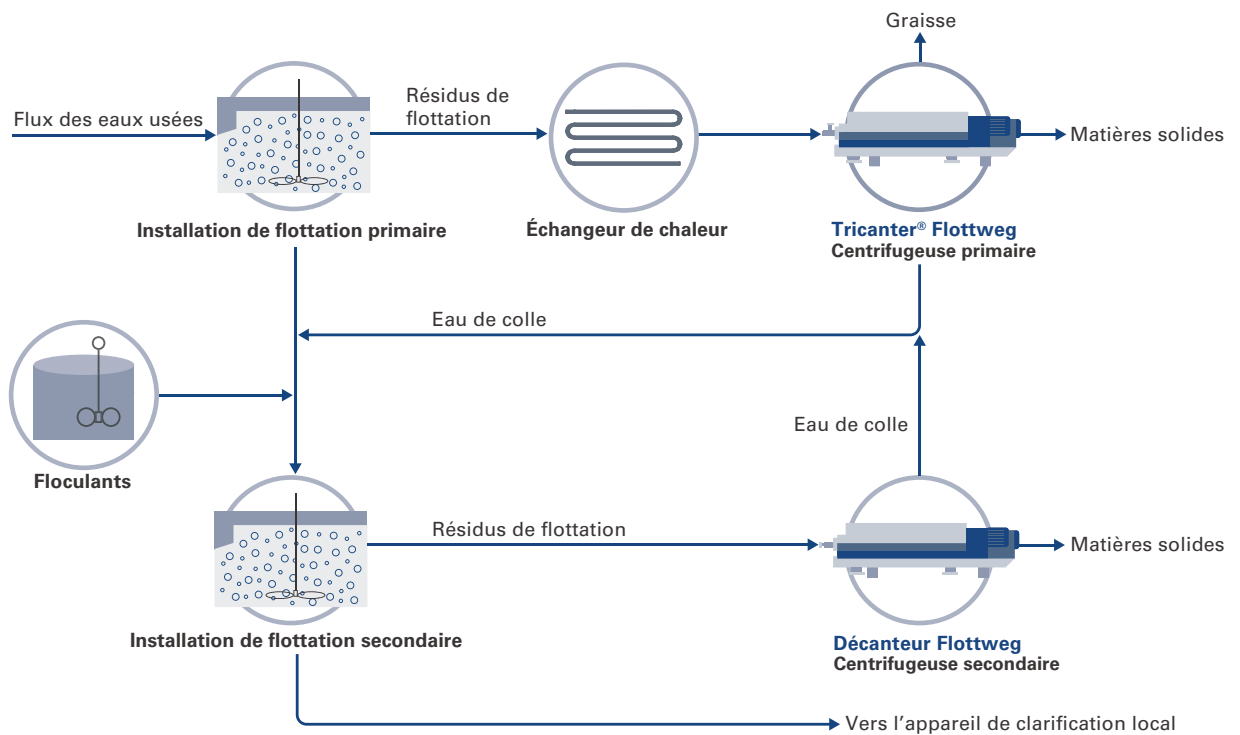 Graisse
Flux des eaux usées
Résidus de
flottation
Matières solides
Installation de flottation primaire
Échangeur de chaleur
Tricanter® Flottweg
Centrifugeuse primaire
Eau de colle
Eau de colle
Floculants
Résidus de flottation
Matières solides
Installation de flottation secondaire
Décanteur Flottweg
Centrifugeuse secondaire
Vers l'appareil de clarification local